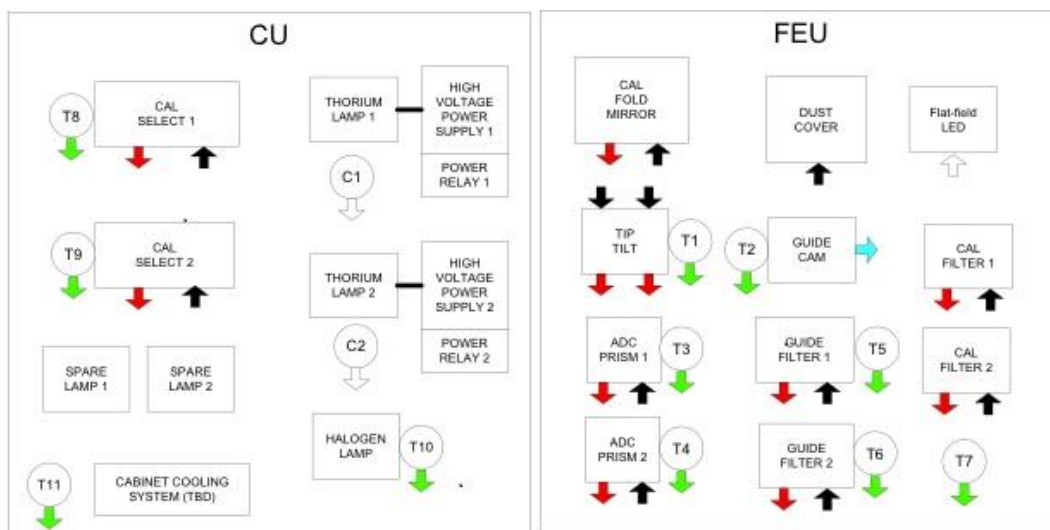 CU
T8
CAL
SELECT 1
THORIUM
LAMP 1
HIGH
VOLTAGE
POWER
SUPPLY 1
POWER
RELAY 1
C1
T9
CAL
SELECT 2
THORIUM
LAMP 2
HIGH
VOLTAGE
POWER
SUPPLY 2
POWER
RELAY 2
C2
SPARE
LAMP 1
SPARE
LAMP 2
HALOGEN
LAMP
T10
T11
CABINET COOLING
SYSTEM (TBD)
FEU
CAL
FOLD
MIRROR
DUST
COVER
Flat-field
LED
TIP
TILT
T1
T2
GUIDE
CAM
CAL
FILTER 1
ADC
PRISM 1
T3
GUIDE
FILTER 1
T5
CAL
FILTER 2
ADC
PRISM 2
T4
GUIDE
FILTER 2
T6
T7